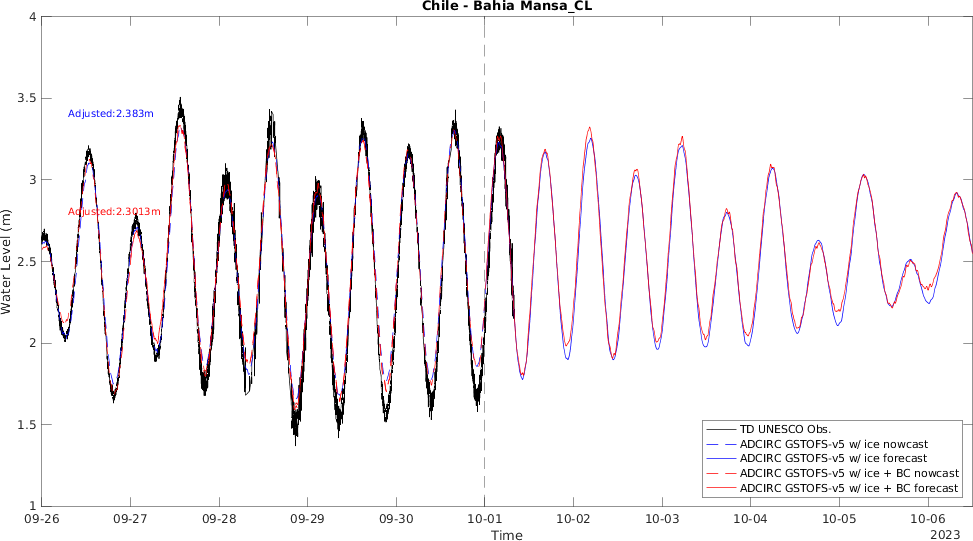 Chile - Bahia Mansa_CL
4
3.5
3
2.5
2
1.5
1
Water Level (m)
Adjusted:2.383m
Adjusted:2.3013m
TD UNESCO Obs.
ADCIRC GSTOFS-v5 w/ ice nowcast
ADCIRC GSTOFS-v5 w/ ice forecast
ADCIRC GSTOFS-v5 w/ ice + BC nowcast
ADCIRC GSTOFS-v5 w/ ice + BC forecast
09-26 09-27 09-28 09-29 09-30 10-01 10-02 10-03 10-04 10-05 10-06
Time
2023